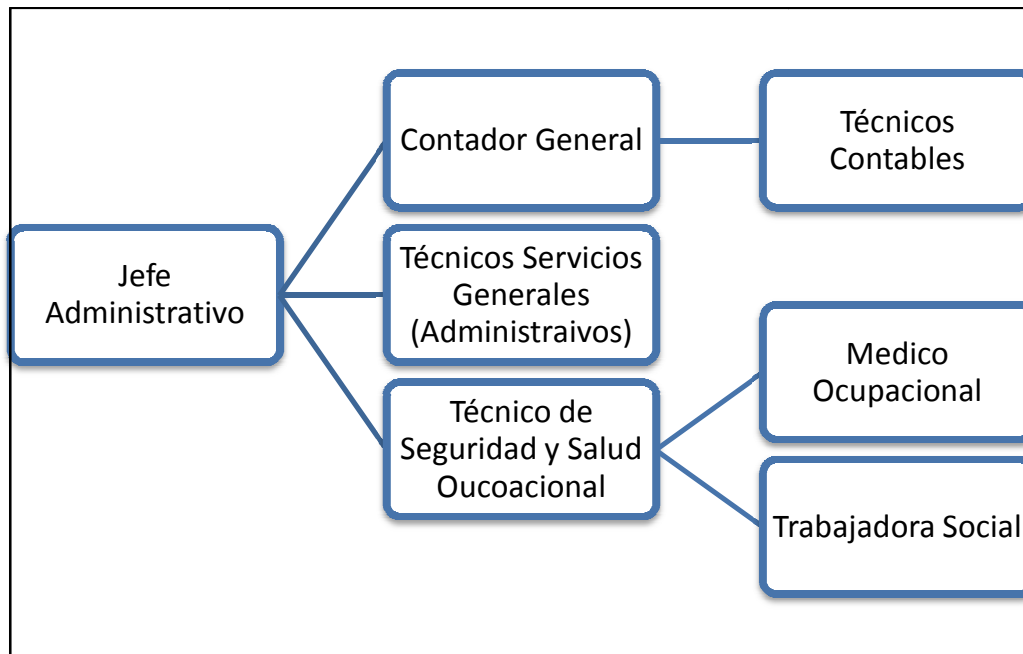 Jefe
Administrativo
Contador General
Técnicos
Contables
Técnicos Servicios
Generales
(Administraivos)
Técnico de
Seguridad y Salud
Oucoacional
Medico
Ocupacional
Trabajadora Social